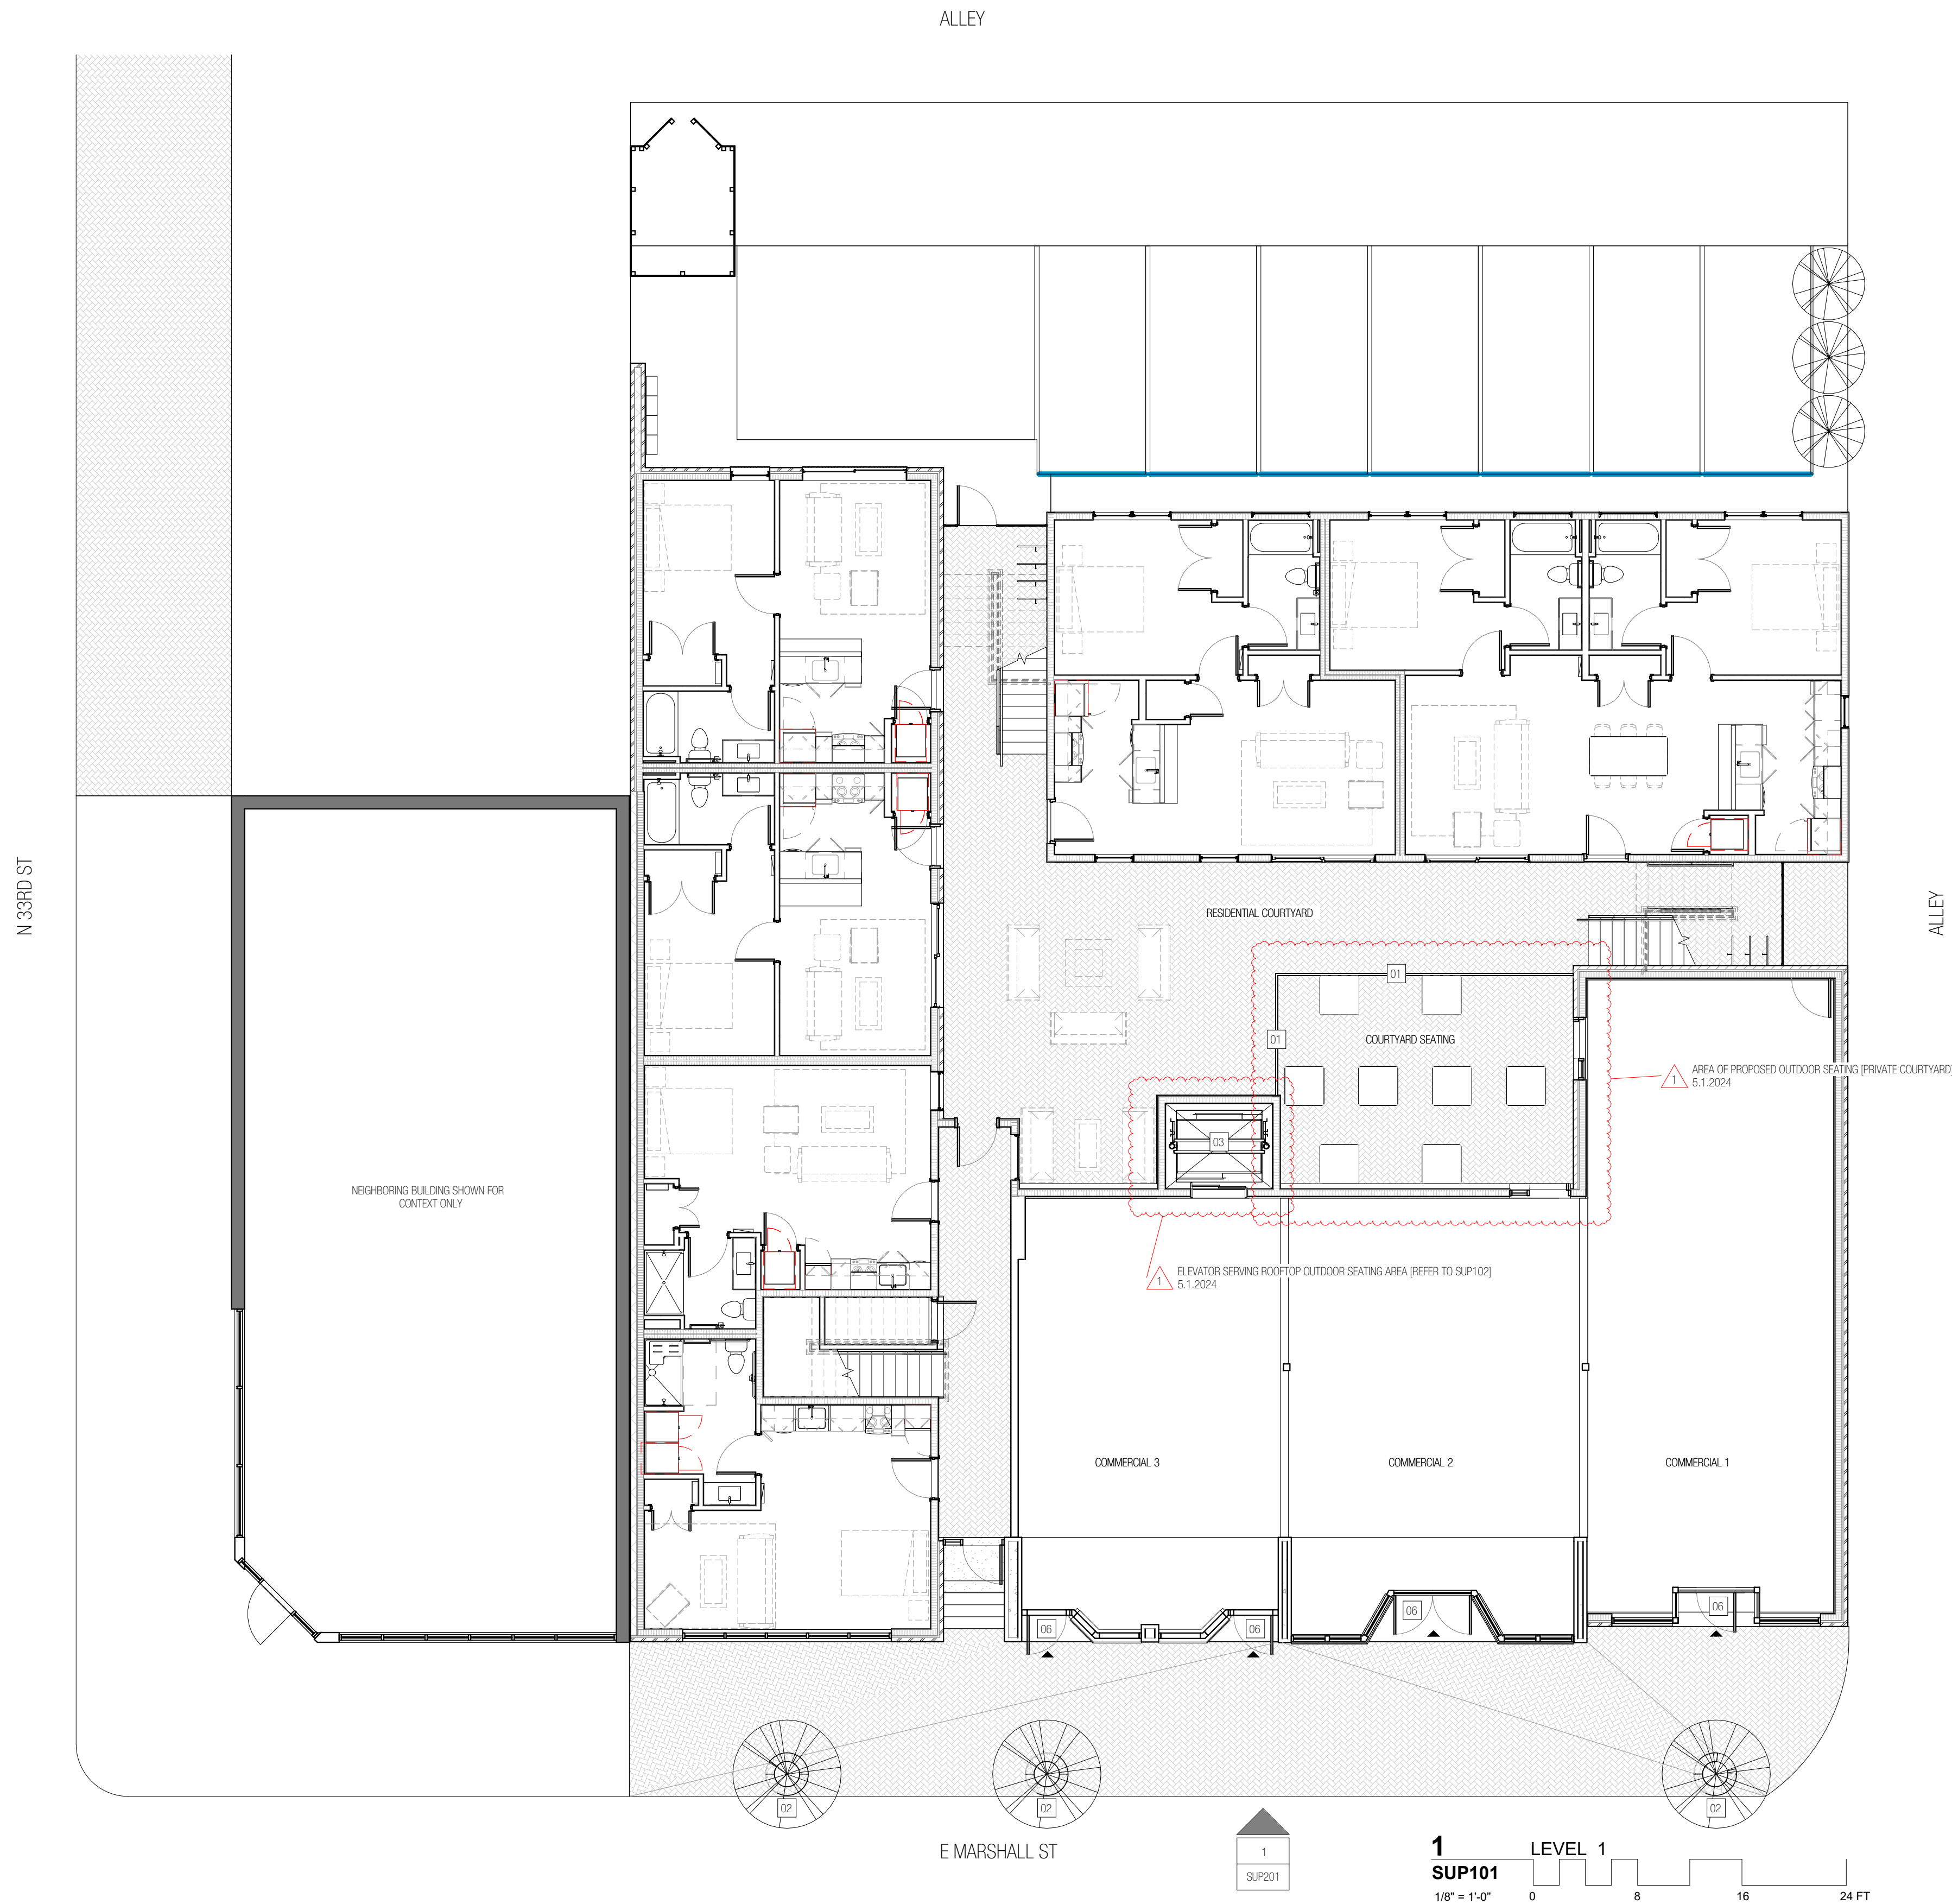 ALLEY
N 33RD ST
ALLEY
RESIDENTIAL COURTYARD
01
01
COURTYARD SEATING
1
AREA OF PROPOSED OUTDOOR SEATING [PRIVATE COURTYARD]
5.1.2024
03
NEIGHBORING BUILDING SHOWN FOR
CONTEXT ONLY
1
ELEVATOR SERVING ROOFTOP OUTDOOR SEATING AREA [REFER TO SUP102]
5.1.2024
COMMERCIAL 3
COMMERCIAL 2
COMMERCIAL 1
06
06
06
06
02
02
02
E MARSHALL ST
1
SUP201
1
LEVEL 1
SUP101
1/8" = 1'-0"
0
8
16
24 FT